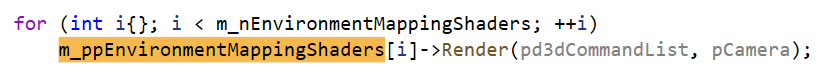 for (int i{}; i < m_nEnvironmentMappingShaders; ++i)
m_ppEnvironmentMappingShaders[i]->Render(pd3dCommandList, pCamera);